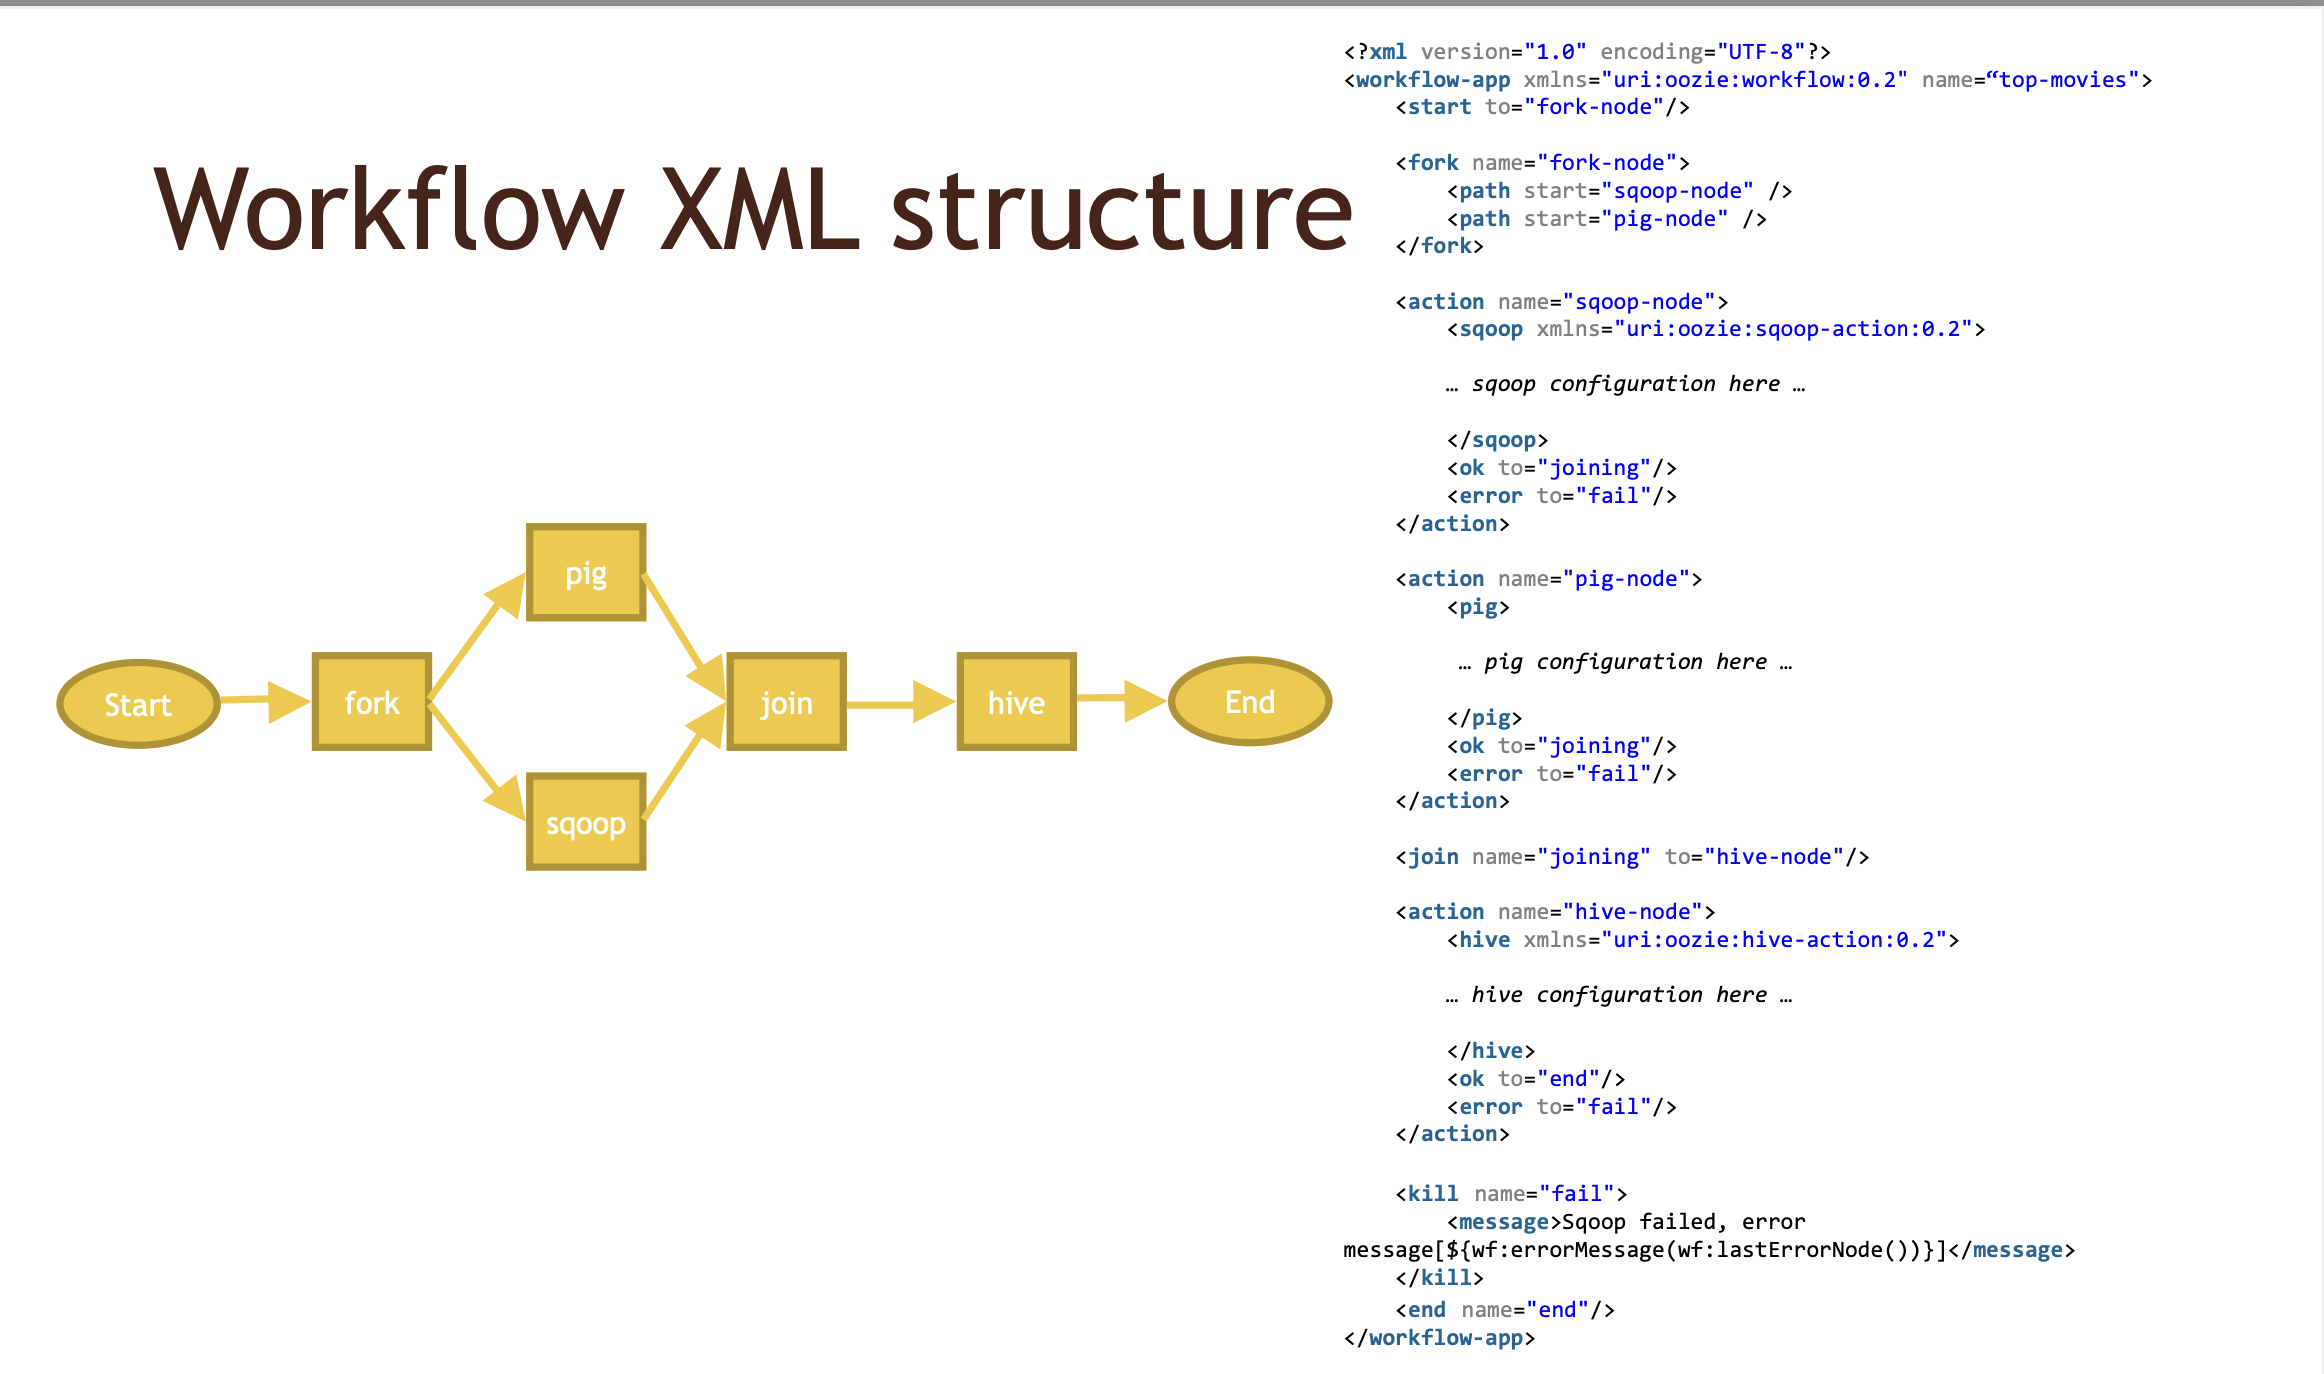 Workflow XML structure
Start
fork
pig
sqoop
join
hive
End
<?xml version="1.0" encoding="UTF-8"?>
<workflow-app xmlns="uri:oozie:workflow:0.2" name=“top-movies">
    <start to="fork-node"/>
    <fork name="fork-node">
        <path start="sqoop-node" />
        <path start="pig-node" />
    </fork>
    <action name="sqoop-node">
        <sqoop xmlns="uri:oozie:sqoop-action:0.2">
        … sqoop configuration here …
        </sqoop>
        <ok to="joining"/>
        <error to="fail"/>
    </action>
    <action name="pig-node">
        <pig>
         … pig configuration here …
        </pig>
        <ok to="joining"/>
        <error to="fail"/>
    </action>
    <join name="joining" to="hive-node"/>
    <action name="hive-node">
        <hive xmlns="uri:oozie:hive-action:0.2">
        … hive configuration here …
        </hive>
        <ok to="end"/>
        <error to="fail"/>
    </action>
    <kill name="fail">
        <message>Sqoop failed, error
message[${wf:errorMessage(wf:lastErrorNode())}]</message>
    </kill>
    <end name="end"/>
</workflow-app>